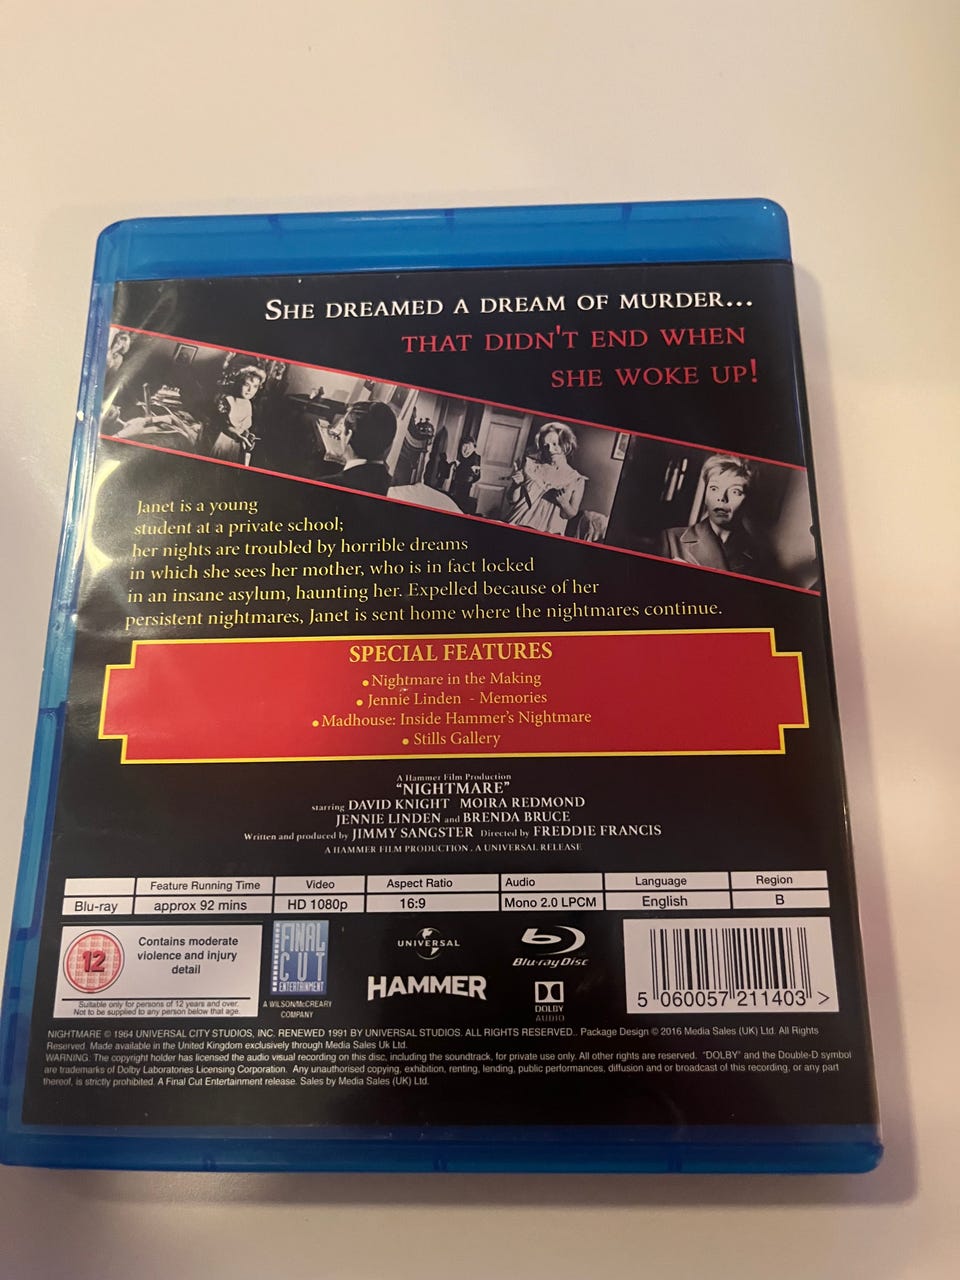 SHE DREAMED A DREAM OF MURDER...
THAT DIDN'T END WHEN
SHE WOKE UP!
Janet is a young
student at a private school;
her nights are troubled by horrible dreams
in which she sees her mother, who is in fact locked
in an insane asylum, haunting her. Expelled because of her
persistent nightmares, Janet is sent home where the nightmares continue.
SPECIAL FEATURES
• Nightmare in the Making
• Jennie Linden - Memories
• Madhouse: Inside Hammer's Nightmare
• Stills Gallery
A Hammer Film Production
"NIGHTMARE"
starring DAVID KNIGHT MOIRA REDMOND
JENNIE LINDEN and BRENDA BRUCE
Written and produced by JIMMY SANGSTER Directed by FREDDIE FRANCIS
A HAMMER FILM PRODUCTION . A UNIVERSAL RELEASE
Feature Running Time Video Aspect Ratio Audio Language Region
Blu-ray approx 92 mins HD 1080p 16:9 Mono 2.0 LPCM English B
12
Contains moderate
violence and injury
detail
Suitable only for persons of 12 years and over.
Not to be supplied to any person below that age.
FINAL
CUT
ENTERTAINMENT
A WILSON/McCREARY
COMPANY
UNIVERSAL
HAMMER
Blu-ray Disc
DOLBY
AUDIO
5 060057 211403 >
NIGHTMARE © 1964 UNIVERSAL CITY STUDIOS, INC. RENEWED 1991 BY UNIVERSAL STUDIOS. ALL RIGHTS RESERVED.. Package Design © 2016 Media Sales (UK) Ltd. All Rights
Reserved. Made available in the United Kingdom exclusively through Media Sales Uk Ltd.
WARNING: The copyright holder has licensed the audio visual recording on this disc, including the soundtrack, for private use only. All other rights are reserved. "DOLBY" and the Double-D symbol
are trademarks of Dolby Laboratories Licensing Corporation. Any unauthorised copying, exhibition, renting, lending, public performances, diffusion and or broadcast of this recording, or any part
thereof, is strictly prohibited. A Final Cut Entertainment release. Sales by Media Sales (UK) Ltd.